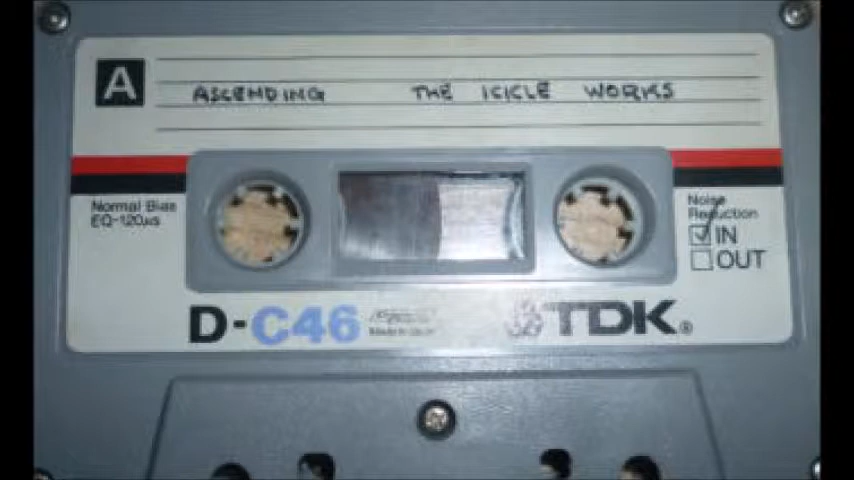 A
ASCENDING THE ICICLE WORKS
Normal Bias
EQ-120µs
Noise
Reduction
IN
OUT
D-C46
TDK®